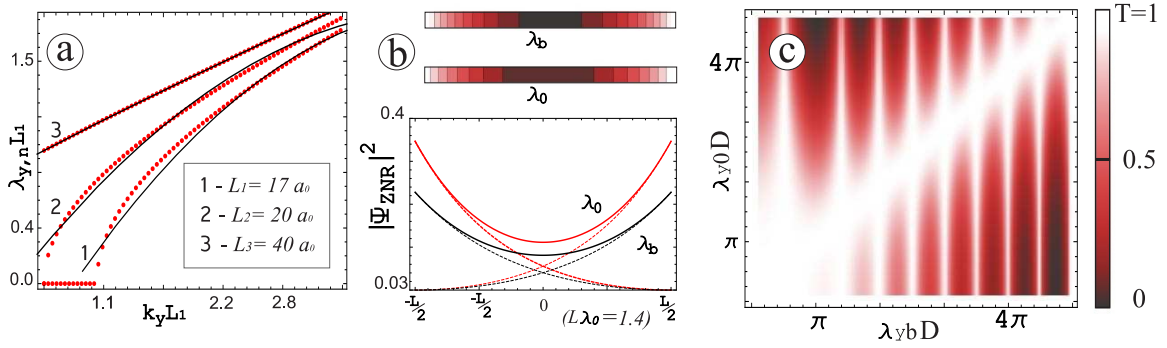 a
λy,nL1
1.5
0.4
0.0
3
2
1
1 - L1= 17 a0
2 - L2= 20 a0
3 - L3= 40 a0
1.1
2.2
2.8
kyL1
b
λb
λ0
0.4
|ΨZNR|²
0.03
λ0
λb
-L/2
-L/2
0
L/2
(Lλ0=1.4)
c
4π
π
λy0D
π
4π
λybD
T=1
0.5
0